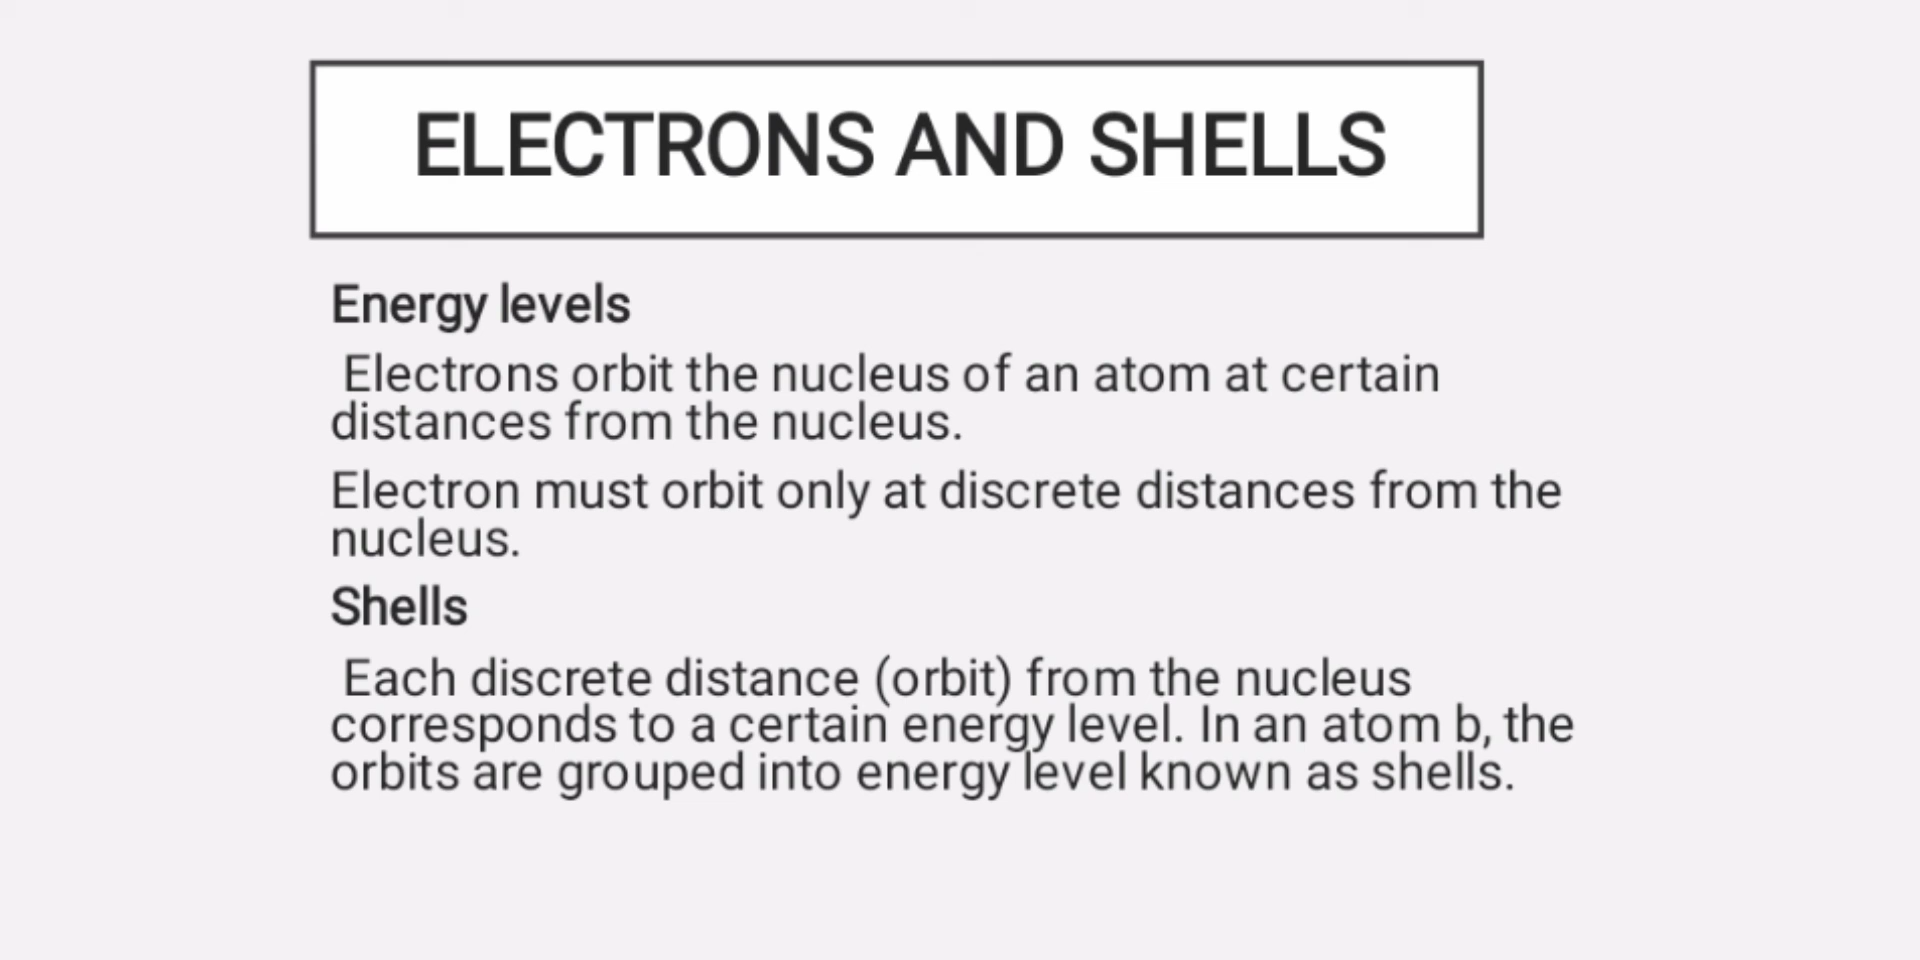 ELECTRONS AND SHELLS
Energy levels
Electrons orbit the nucleus of an atom at certain
distances from the nucleus.
Electron must orbit only at discrete distances from the
nucleus.
Shells
Each discrete distance (orbit) from the nucleus
corresponds to a certain energy level. In an atom b, the
orbits are grouped into energy level known as shells.